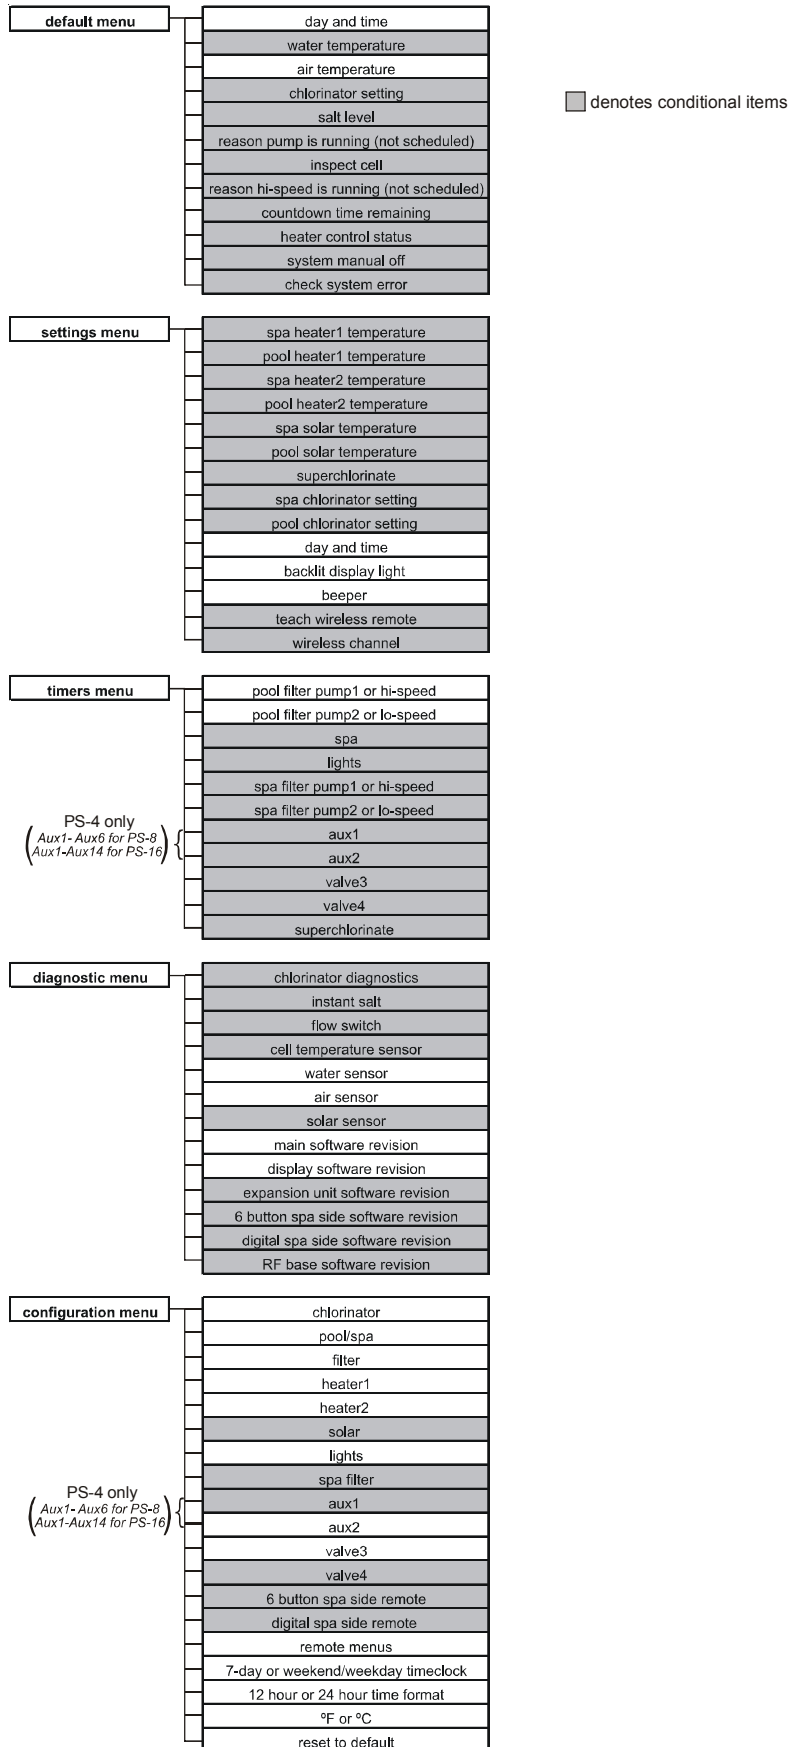 default menu
day and time
water temperature
air temperature
chlorinator setting
salt level
reason pump is running (not scheduled)
inspect cell
reason hi-speed is running (not scheduled)
countdown time remaining
heater control status
system manual off
check system error
denotes conditional items
settings menu
spa heater1 temperature
pool heater1 temperature
spa heater2 temperature
pool heater2 temperature
spa solar temperature
pool solar temperature
superchlorinate
spa chlorinator setting
pool chlorinator setting
day and time
backlit display light
beeper
teach wireless remote
wireless channel
timers menu
pool filter pump1 or hi-speed
pool filter pump2 or lo-speed
spa
lights
spa filter pump1 or hi-speed
spa filter pump2 or lo-speed
aux1
aux2
valve3
valve4
superchlorinate
PS-4 only
(Aux1- Aux6 for PS-8
Aux1-Aux14 for PS-16)
diagnostic menu
chlorinator diagnostics
instant salt
flow switch
cell temperature sensor
water sensor
air sensor
solar sensor
main software revision
display software revision
expansion unit software revision
6 button spa side software revision
digital spa side software revision
RF base software revision
configuration menu
chlorinator
pool/spa
filter
heater1
heater2
solar
lights
spa filter
aux1
aux2
valve3
valve4
6 button spa side remote
digital spa side remote
remote menus
7-day or weekend/weekday timeclock
12 hour or 24 hour time format
ºF or ºC
reset to default
PS-4 only
(Aux1- Aux6 for PS-8
Aux1-Aux14 for PS-16)